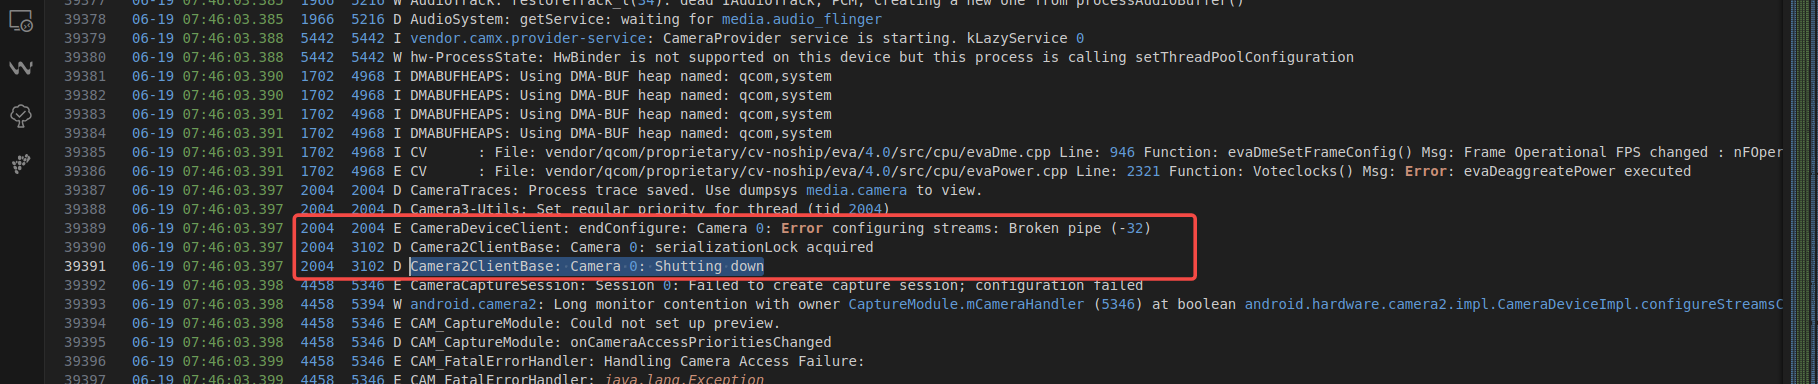 39377 06-19 07:46:03.385 1966 5216 W AudioTrack: restoreTrack_l(34): dead IAudioTrack, PCM, creating a new one from processAudioBuffer()
39378 06-19 07:46:03.385 1966 5216 D AudioSystem: getService: waiting for media.audio_flinger
39379 06-19 07:46:03.388 5442 5442 I vendor.camx.provider-service: CameraProvider service is starting. kLazyService 0
39380 06-19 07:46:03.388 5442 5442 W hw-ProcessState: HwBinder is not supported on this device but this process is calling setThreadPoolConfiguration
39381 06-19 07:46:03.390 1702 4968 I DMABUFHEAPS: Using DMA-BUF heap named: qcom,system
39382 06-19 07:46:03.390 1702 4968 I DMABUFHEAPS: Using DMA-BUF heap named: qcom,system
39383 06-19 07:46:03.391 1702 4968 I DMABUFHEAPS: Using DMA-BUF heap named: qcom,system
39384 06-19 07:46:03.391 1702 4968 I DMABUFHEAPS: Using DMA-BUF heap named: qcom,system
39385 06-19 07:46:03.391 1702 4968 I CV      : File: vendor/qcom/proprietary/cv-noship/eva/4.0/src/cpu/evaDme.cpp Line: 946 Function: evaDmeSetFrameConfig() Msg: Frame Operational FPS changed : nFOper
39386 06-19 07:46:03.391 1702 4968 E CV      : File: vendor/qcom/proprietary/cv-noship/eva/4.0/src/cpu/evaPower.cpp Line: 2321 Function: Voteclocks() Msg: Error: evaDeaggreatePower executed
39387 06-19 07:46:03.397 2004 2004 D CameraTraces: Process trace saved. Use dumpsys media.camera to view.
39388 06-19 07:46:03.397 2004 2004 D Camera3-Utils: Set regular priority for thread (tid 2004)
39389 06-19 07:46:03.397 2004 2004 E CameraDeviceClient: endConfigure: Camera 0: Error configuring streams: Broken pipe (-32)
39390 06-19 07:46:03.397 2004 3102 D Camera2ClientBase: Camera 0: serializationLock acquired
39391 06-19 07:46:03.397 2004 3102 D Camera2ClientBase: Camera 0: Shutting down
39392 06-19 07:46:03.398 4458 5346 E CameraCaptureSession: Session 0: Failed to create capture session; configuration failed
39393 06-19 07:46:03.398 4458 5394 W android.camera2: Long monitor contention with owner CaptureModule.mCameraHandler (5346) at boolean android.hardware.camera2.impl.CameraDeviceImpl.configureStreamsC
39394 06-19 07:46:03.398 4458 5346 E CAM_CaptureModule: Could not set up preview.
39395 06-19 07:46:03.398 4458 5346 D CAM_CaptureModule: onCameraAccessPrioritiesChanged
39396 06-19 07:46:03.399 4458 5346 E CAM_FatalErrorHandler: Handling Camera Access Failure:
39397 06-19 07:46:03.399 4458 5346 E CAM_FatalErrorHandler: java.lang.Exception